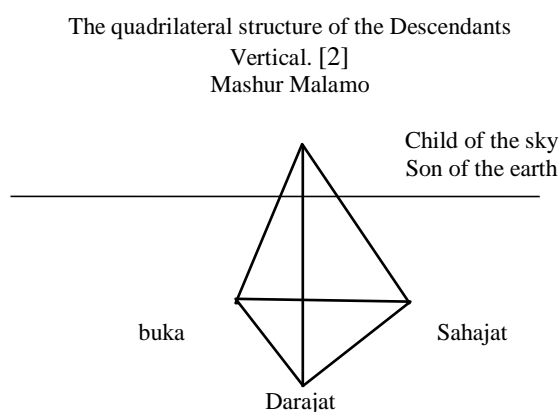 The quadrilateral structure of the Descendants
Vertical. [2]
Mashur Malamo
Child of the sky
Son of the earth
buka
Sahajat
Darajat